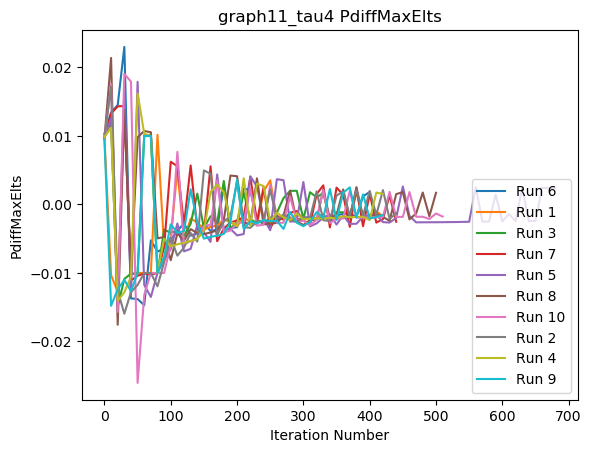 graph11_tau4 PdiffMaxElts
PdiffMaxElts
0.02
0.01
0.00
−0.01
−0.02
0 100 200 300 400 500 600 700
Iteration Number
Run 6
Run 1
Run 3
Run 7
Run 5
Run 8
Run 10
Run 2
Run 4
Run 9